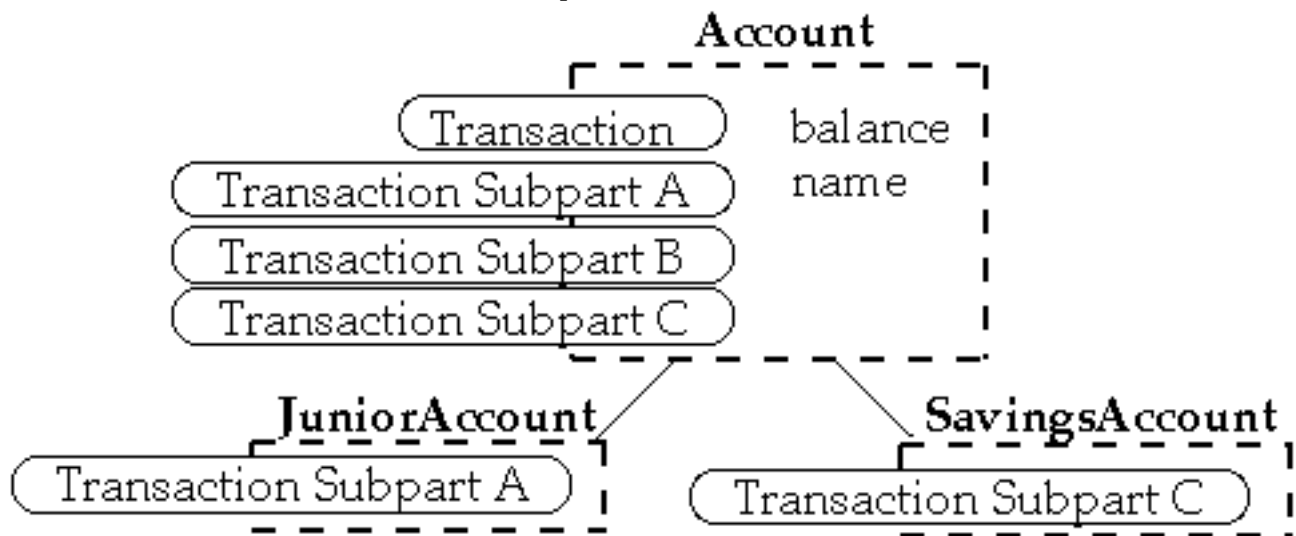 Account
Transaction
balance
Transaction Subpart A
name
Transaction Subpart B
Transaction Subpart C
JuniorAccount
SavingsAccount
Transaction Subpart A
Transaction Subpart C